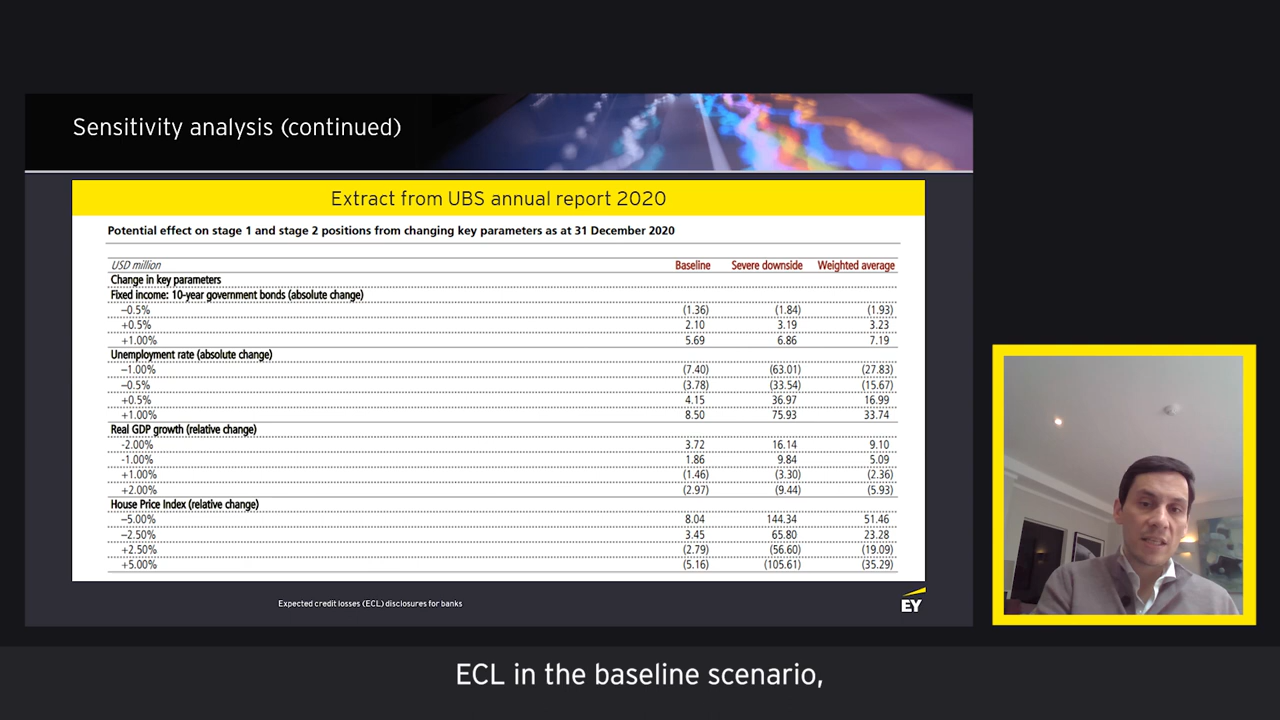 Sensitivity analysis (continued)
Extract from UBS annual report 2020
Potential effect on stage 1 and stage 2 positions from changing key parameters as at 31 December 2020
USD million Baseline Severe downside Weighted average
Change in key parameters
Fixed income: 10-year government bonds (absolute change)
–0.5% (1.36) (1.84) (1.93)
+0.5% 2.10 3.19 3.23
+1.00% 5.69 6.86 7.19
Unemployment rate (absolute change)
–1.00% (7.40) (63.01) (27.83)
–0.5% (3.78) (33.54) (15.67)
+0.5% 4.15 36.97 16.99
+1.00% 8.50 75.93 33.74
Real GDP growth (relative change)
-2.00% 3.72 16.14 9.10
-1.00% 1.86 9.84 5.09
+1.00% (1.46) (3.30) (2.36)
+2.00% (2.97) (9.44) (5.93)
House Price Index (relative change)
–5.00% 8.04 144.34 51.46
–2.50% 3.45 65.80 23.28
+2.50% (2.79) (56.60) (19.09)
+5.00% (5.16) (105.61) (35.29)
Expected credit losses (ECL) disclosures for banks
EY
ECL in the baseline scenario,